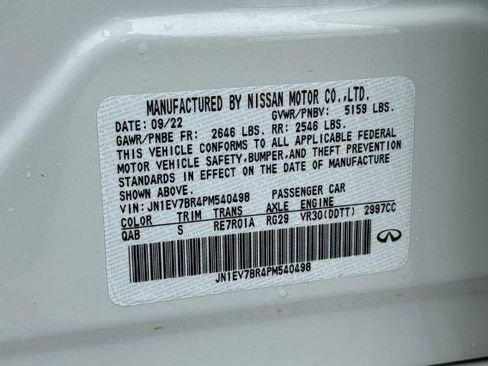 MANUFACTURED BY NISSAN MOTOR CO.,LTD.
DATE: 09/22 GVWR/PNBV: 5159 LBS.
GAWR/PNBE FR: 2646 LBS. RR: 2546 LBS.
THIS VEHICLE CONFORMS TO ALL APPLICABLE FEDERAL
MOTOR VEHICLE SAFETY,BUMPER,AND THEFT PREVENTION
STANDARDS IN EFFECT ON THE DATE OF MANUFACTURE
SHOWN ABOVE.
VIN: JN1EV7BR4PM540498 PASSENGER CAR
COLOR TRIM TRANS AXLE ENGINE
QAB S RE7R01A RG29 VR30(DDTT) 2997CC
JN1EV7BR4PM540498